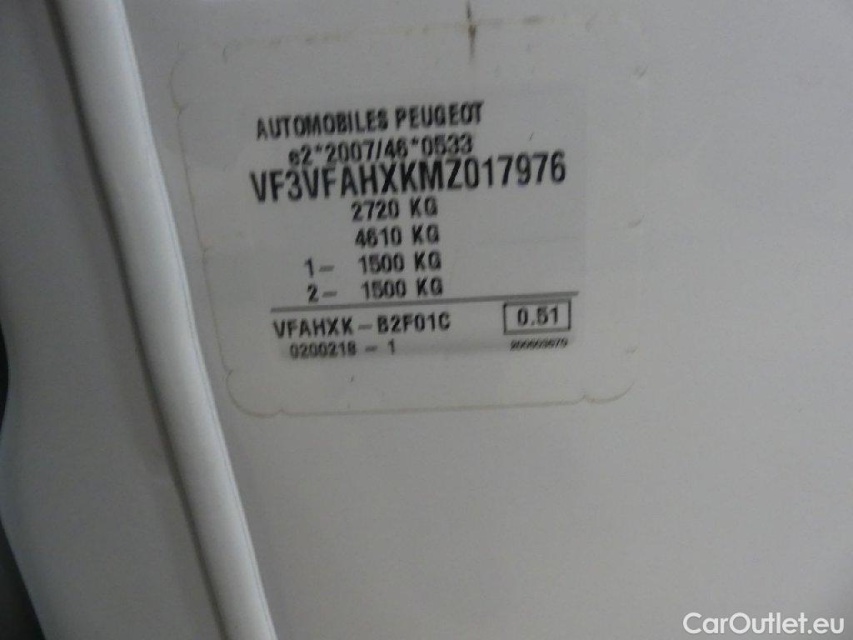 AUTOMOBILES PEUGEOT
e2*2007/46*0533
VF3VFAHXKMZ017976
2720 KG
4610 KG
1- 1500 KG
2- 1500 KG
VFAHXK-B2F01C 0.51
0200218 - 1
CarOutlet.eu